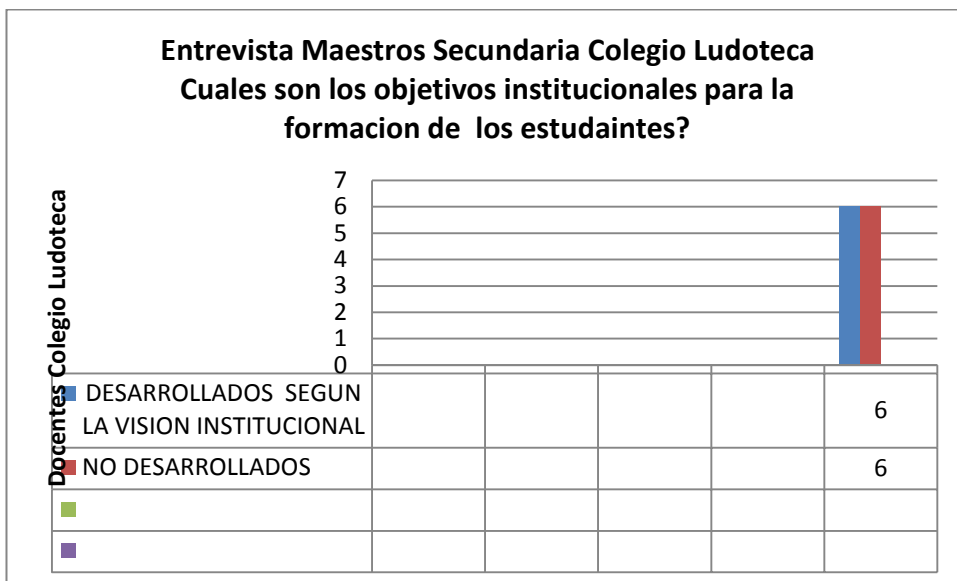 Entrevista Maestros Secundaria Colegio Ludoteca
Cuales son los objetivos institucionales para la
formacion de  los estudaintes?
Docentes Colegio Ludoteca
7
6
5
4
3
2
1
0
DESARROLLADOS  SEGUN
LA VISION INSTITUCIONAL
6
NO DESARROLLADOS
6